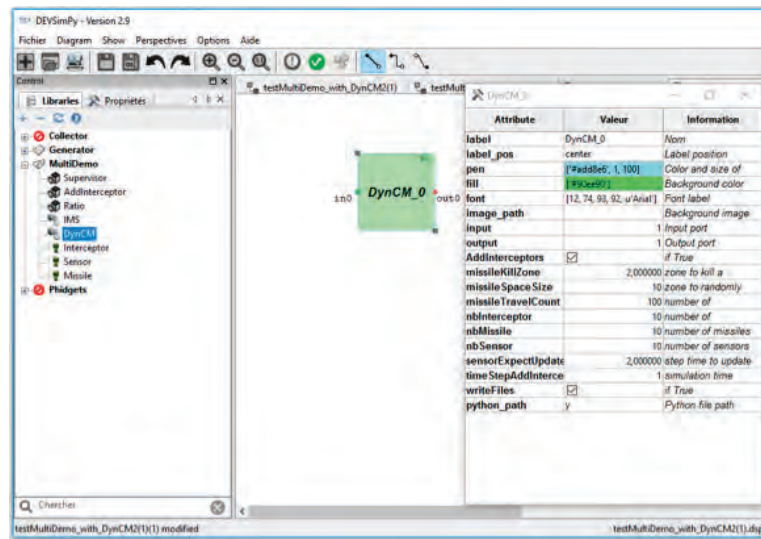 DEVSimPy - Version 2.9
Fichier Diagram Show Perspectives Options Aide
Control
Libraries Propriétés
Collector
Generator
MultiDemo
Supervisor
AddInterceptor
Ratio
IMS
DynCM
Interceptor
Sensor
Missile
Phidgets
Chercher
testMultiDemo_with_DynCM2(1) testMult
in0 DynCM_0 out0
DynCM_0
Attribute Valeur Information
label DynCM_0 Nom
label_pos center Label position
pen ['#add8e6', 1, 100] Color and size of
fill ['#90ee90'] Background color
font [12, 74, 93, 92, u'Arial'] Font label
image_path Background image
input 1 Input port
output 1 Output port
AddInterceptors if True
missileKillZone 2,000000 zone to kill a
missileSpaceSize 10 zone to randomly
missileTravelCount 100 number of
nbInterceptor 10 number of
nbMissile 10 number of missiles
nbSensor 10 number of sensors
sensorExpectUpdate 2,000000 step time to update
timeStepAddInterce 1 simulation time
writeFiles if True
python_path y Python file path
testMultiDemo_with_DynCM2(1)(1) modified testMultiDemo_with_DynCM2(1).dsp